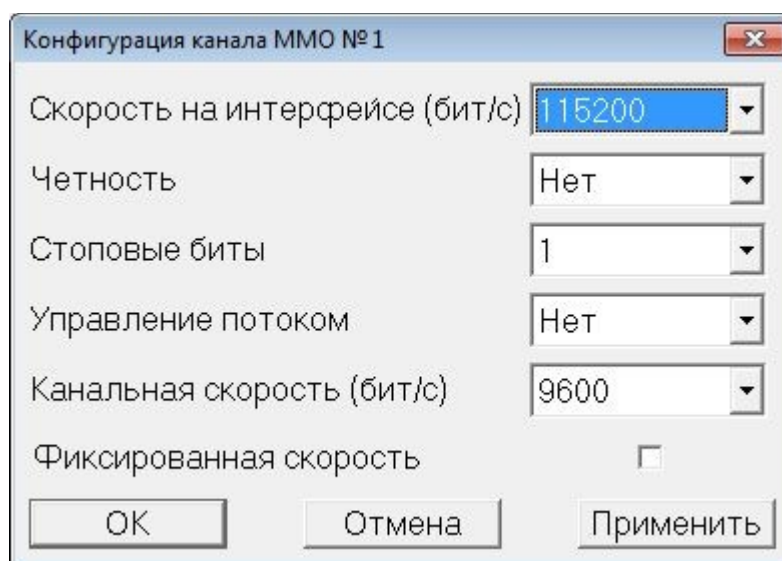 Конфигурация канала ММО №1
Скорость на интерфейсе (бит/с) 115200
Четность Нет
Стоповые биты 1
Управление потоком Нет
Канальная скорость (бит/с) 9600
Фиксированная скорость
ОК Отмена Применить